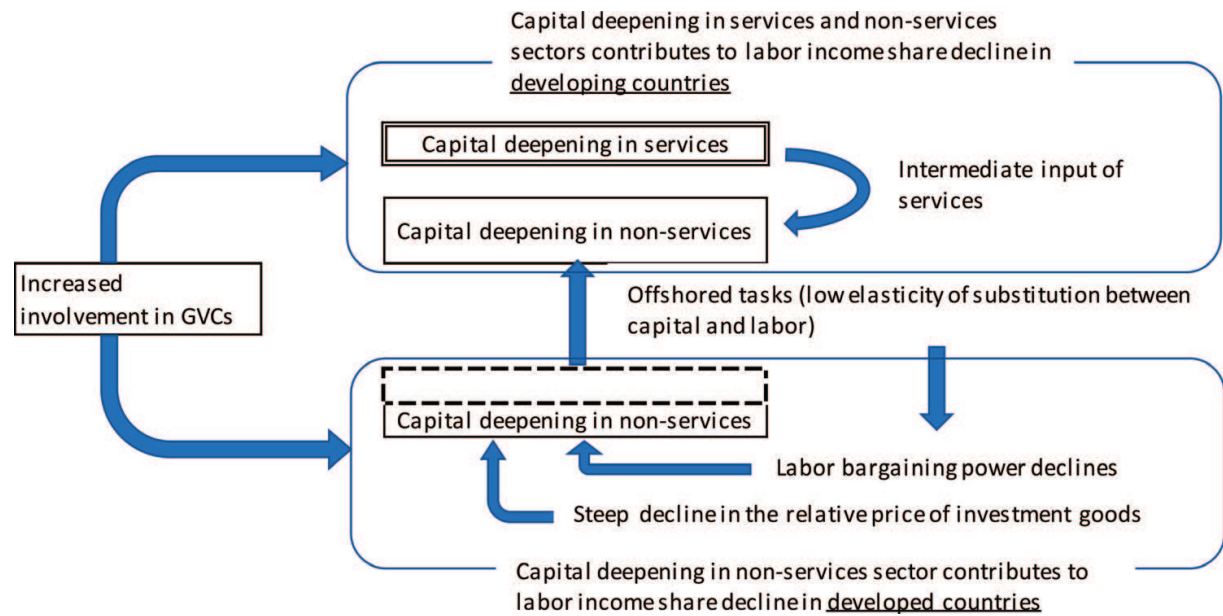 Capital deepening in services and non-services
sectors contributes to labor income share decline in
developing countries
Capital deepening in services
Intermediate input of
services
Capital deepening in non-services
Increased
involvement in GVCs
Offshored tasks (low elasticity of substitution between
capital and labor)
Capital deepening in non-services
Labor bargaining power declines
Steep decline in the relative price of investment goods
Capital deepening in non-services sector contributes to
labor income share decline in developed countries